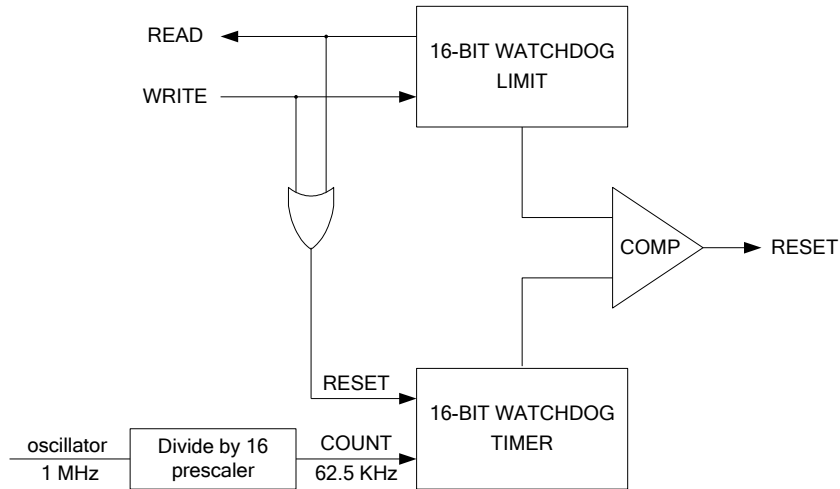 READ
16-BIT WATCHDOG
LIMIT
WRITE
COMP
RESET
RESET
16-BIT WATCHDOG
TIMER
oscillator
1 MHz
Divide by 16
prescaler
COUNT
62.5 KHz